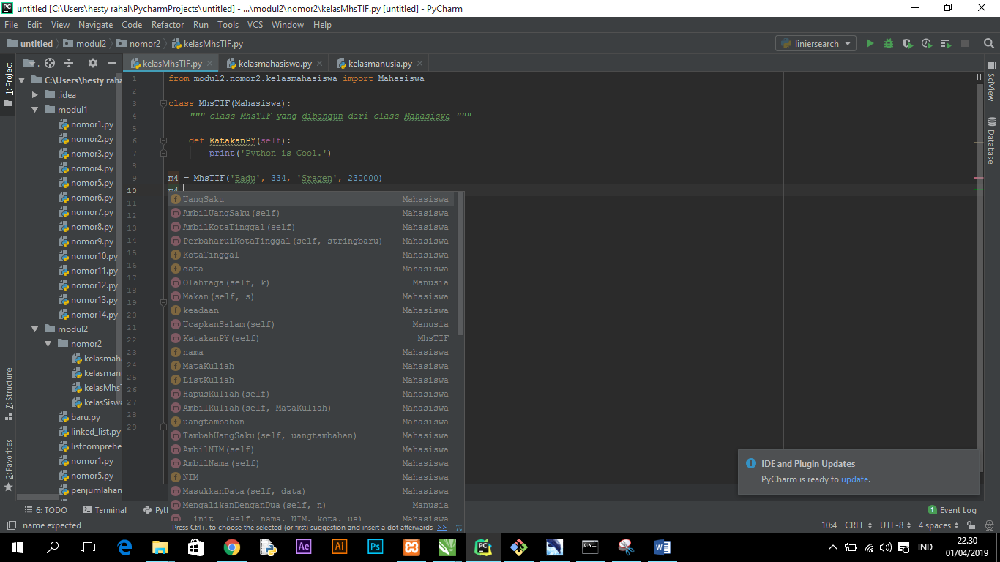 untitled [C:\Users\hesty rahal\PycharmProjects\untitled] - ...\modul2\nomor2\kelasMhsTIF.py [untitled] - PyCharm
File Edit View Navigate Code Refactor Run Tools VCS Window Help
untitled modul2 nomor2 kelasMhsTIF.py
liniersearch
kelasMhsTIF.py kelasmahasiswa.py kelasmanusia.py
1: Project
7: Structure
2: Favorites
C:\Users\hesty rahal
.idea
modul1
nomor1.py
nomor2.py
nomor3.py
nomor4.py
nomor5.py
nomor6.py
nomor7.py
nomor8.py
nomor9.py
nomor10.py
nomor11.py
nomor12.py
nomor13.py
nomor14.py
modul2
nomor2
kelasmaha
kelasmanu
kelasMhsT
kelasSiswa
baru.py
linked_list.py
listcomprehe
nomor1.py
nomor5.py
penjumlahan
1 from modul2.nomor2.kelasmahasiswa import Mahasiswa
2
3 class MhsTIF(Mahasiswa):
4 """ class MhsTIF yang dibangun dari class Mahasiswa """
5
6 def KatakanPY(self):
7 print('Python is Cool.')
8
9 m4 = MhsTIF('Badu', 334, 'Sragen', 230000)
10 m4.
11
12
13
14
15
16
17
18
19
20
21
22
23
24
25
26
27
28
29
UangSaku Mahasiswa
AmbilUangSaku(self) Mahasiswa
AmbilKotaTinggal(self) Mahasiswa
PerbaharuiKotaTinggal(self, stringbaru) Mahasiswa
KotaTinggal Mahasiswa
data Mahasiswa
Olahraga(self, k) Manusia
Makan(self, s) Mahasiswa
keadaan Mahasiswa
UcapkanSalam(self) Manusia
KatakanPY(self) MhsTIF
nama Mahasiswa
MataKuliah Mahasiswa
ListKuliah Mahasiswa
HapusKuliah(self) Mahasiswa
AmbilKuliah(self, MataKuliah) Mahasiswa
uangtambahan Mahasiswa
TambahUangSaku(self, uangtambahan) Mahasiswa
AmbilNIM(self) Mahasiswa
AmbilNama(self) Mahasiswa
NIM Mahasiswa
MasukkanData(self, data) Mahasiswa
MengalikanDenganDua(self, n) Manusia
__init__(self, nama, NIM, kota, us) Mahasiswa
Press Ctrl+. to choose the selected (or first) suggestion and insert a dot afterwards >> π
SciView
Database
IDE and Plugin Updates
PyCharm is ready to update.
6: TODO Terminal Pyt
1 Event Log
name expected
10:4 CRLF UTF-8 4 spaces
Ae Ai Ps PC
IND
22.30
01/04/2019